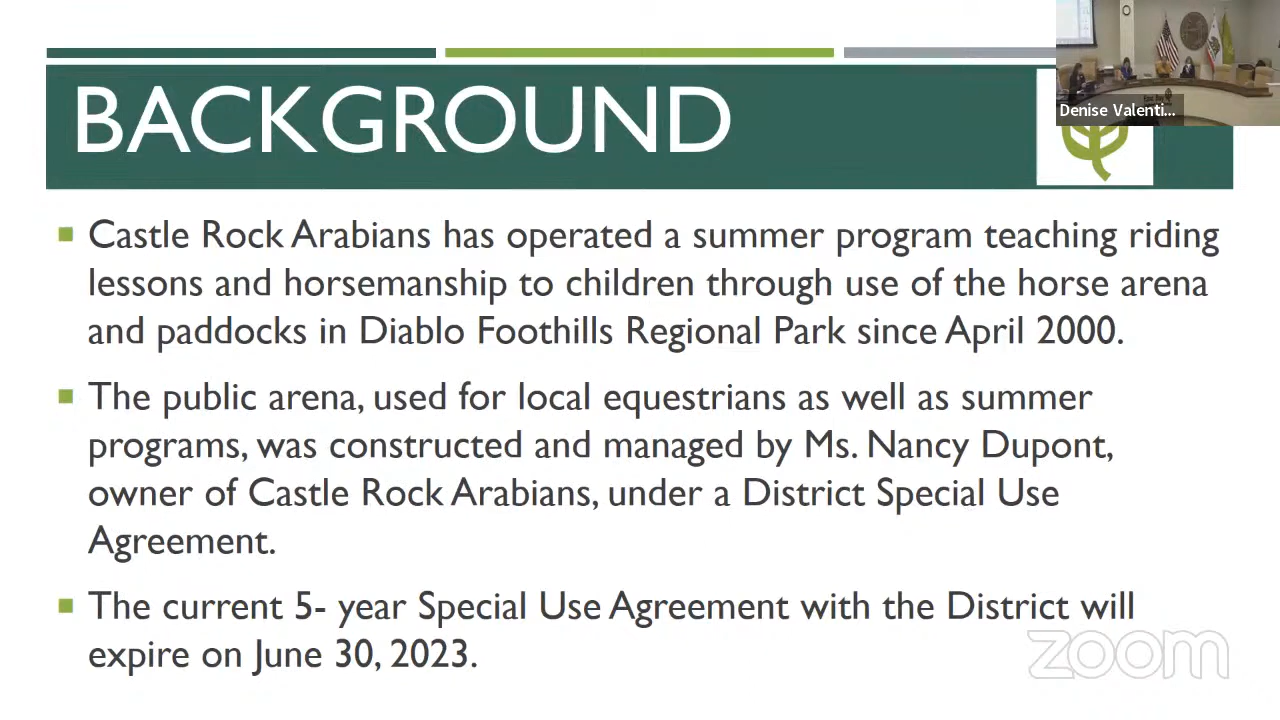 BACKGROUND
Denise Valenti...
Castle Rock Arabians has operated a summer program teaching riding
lessons and horsemanship to children through use of the horse arena
and paddocks in Diablo Foothills Regional Park since April 2000.
The public arena, used for local equestrians as well as summer
programs, was constructed and managed by Ms. Nancy Dupont,
owner of Castle Rock Arabians, under a District Special Use
Agreement.
The current 5- year Special Use Agreement with the District will
expire on June 30, 2023.
zoom